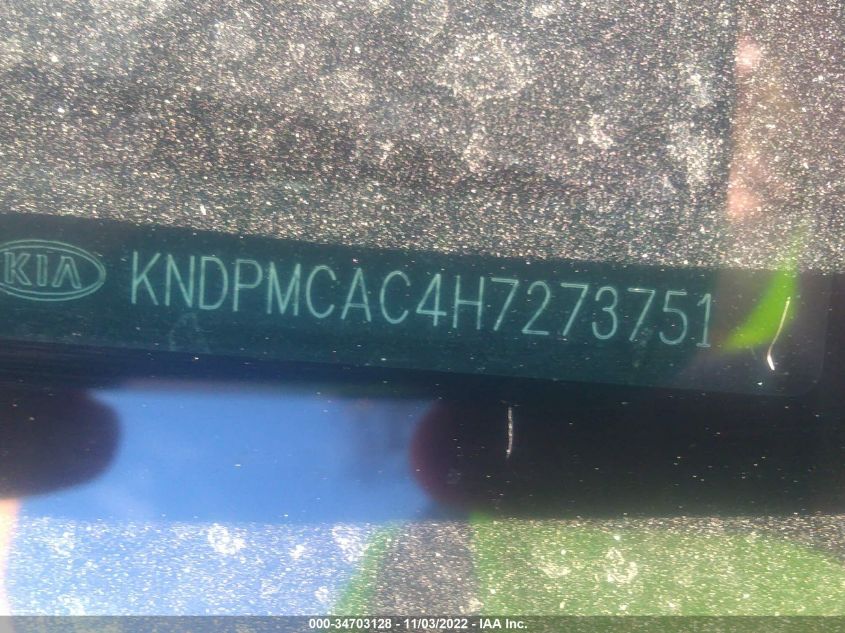 KIA KNDPMCAC4H7273751
000-34703128 - 11/03/2022 - IAA Inc.